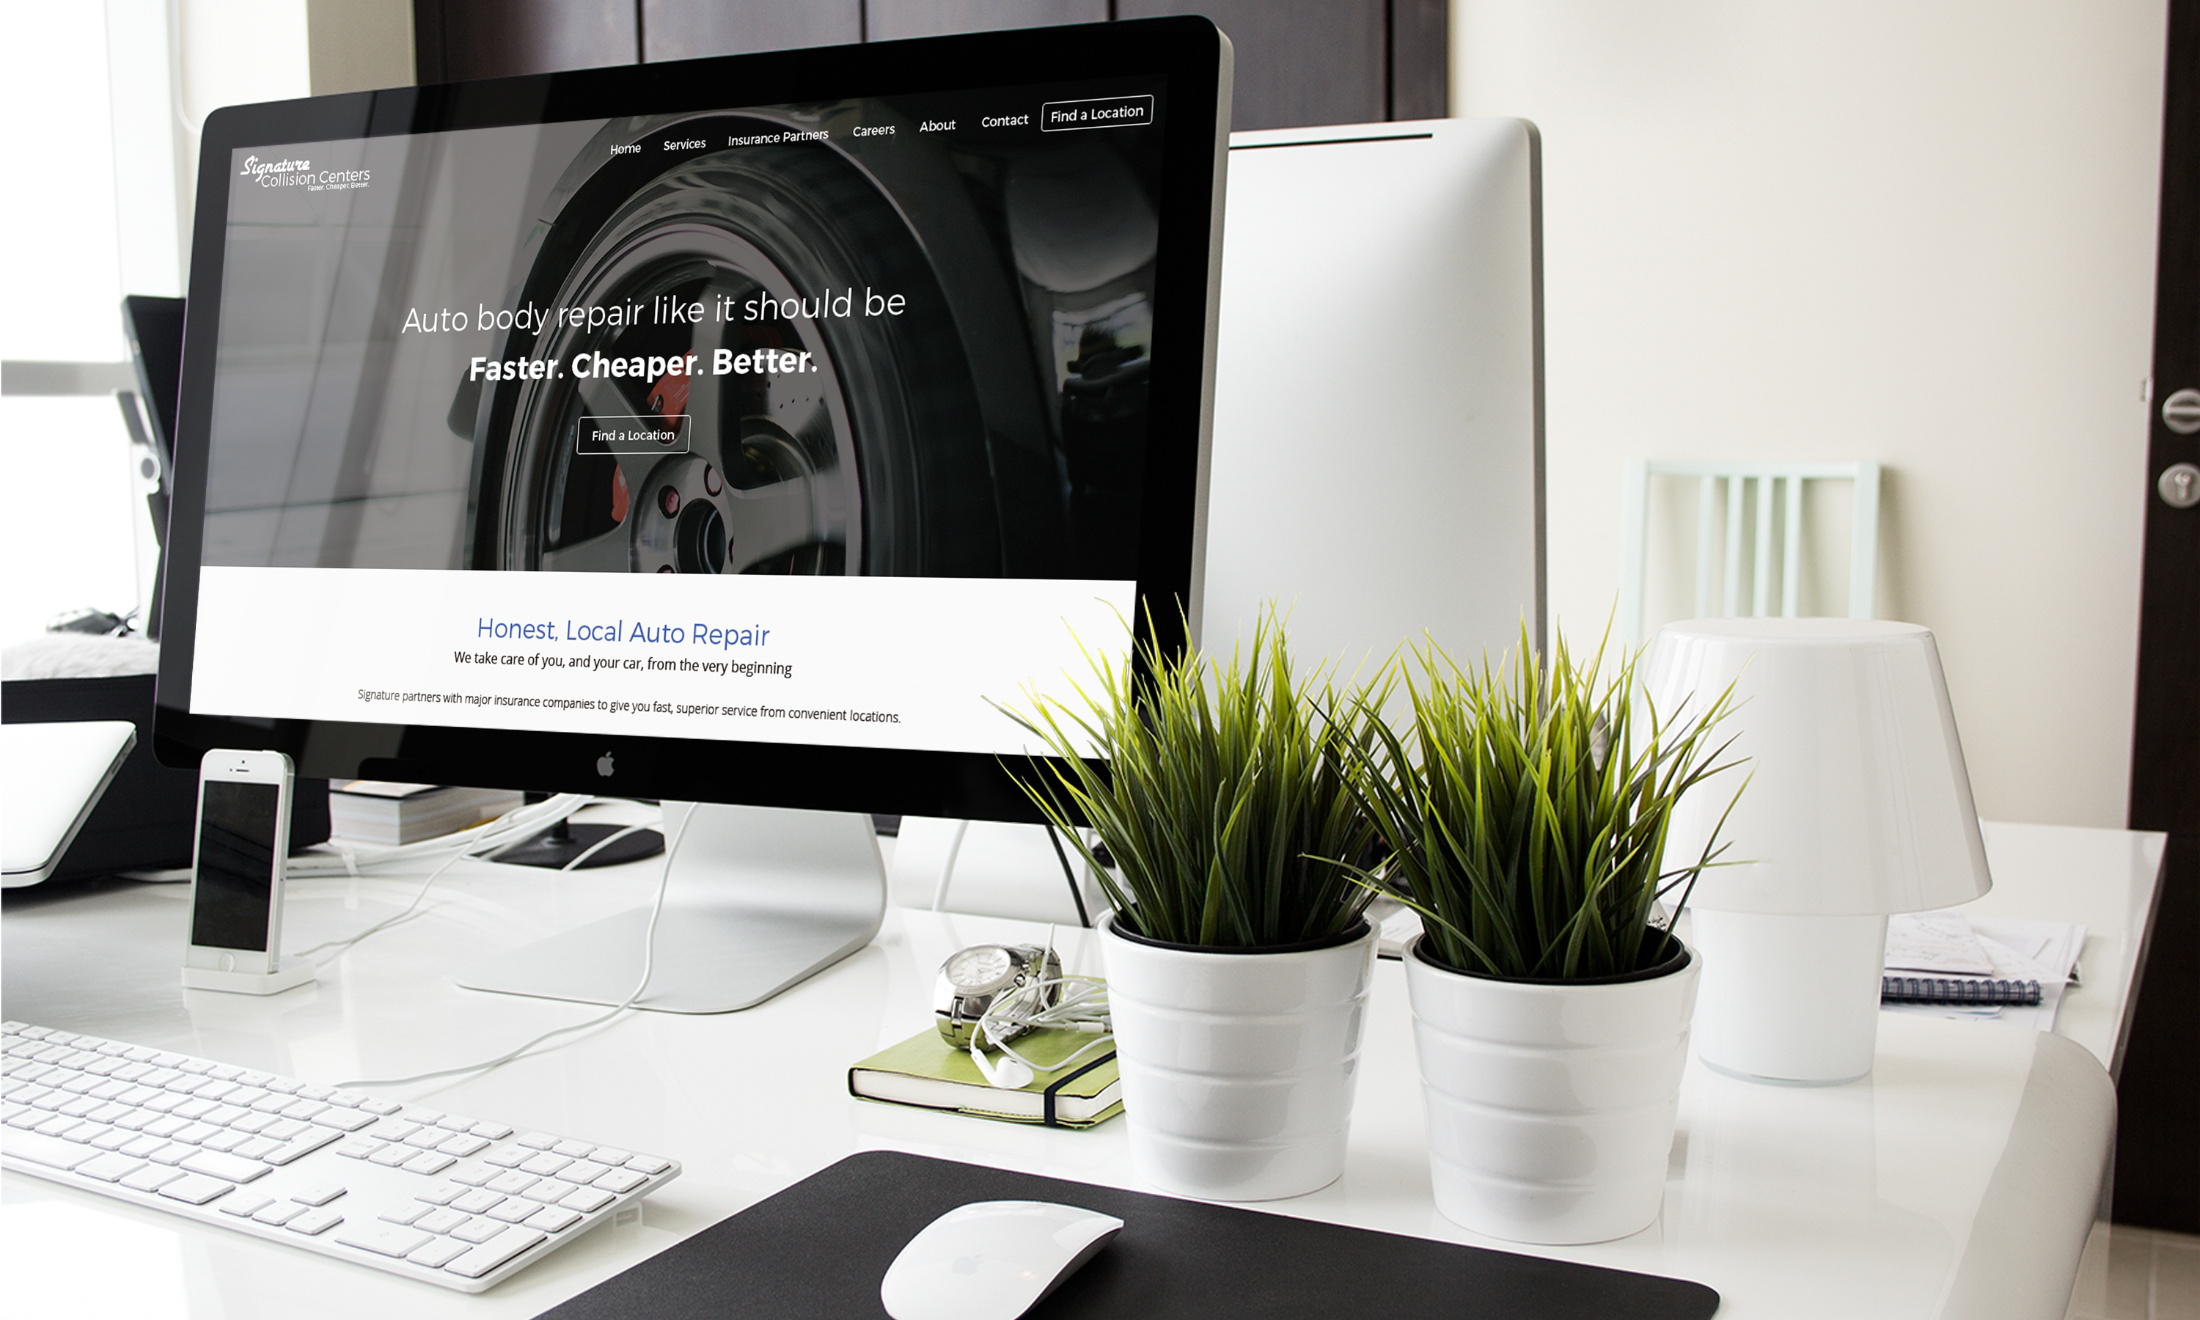 Signature
Collision Centers
Faster. Cheaper. Better.
Home Services Insurance Partners Careers About Contact Find a Location
Auto body repair like it should be
Faster. Cheaper. Better.
Find a Location
Honest, Local Auto Repair
We take care of you, and your car, from the very beginning
Signature partners with major insurance companies to give you fast, superior service from convenient locations.